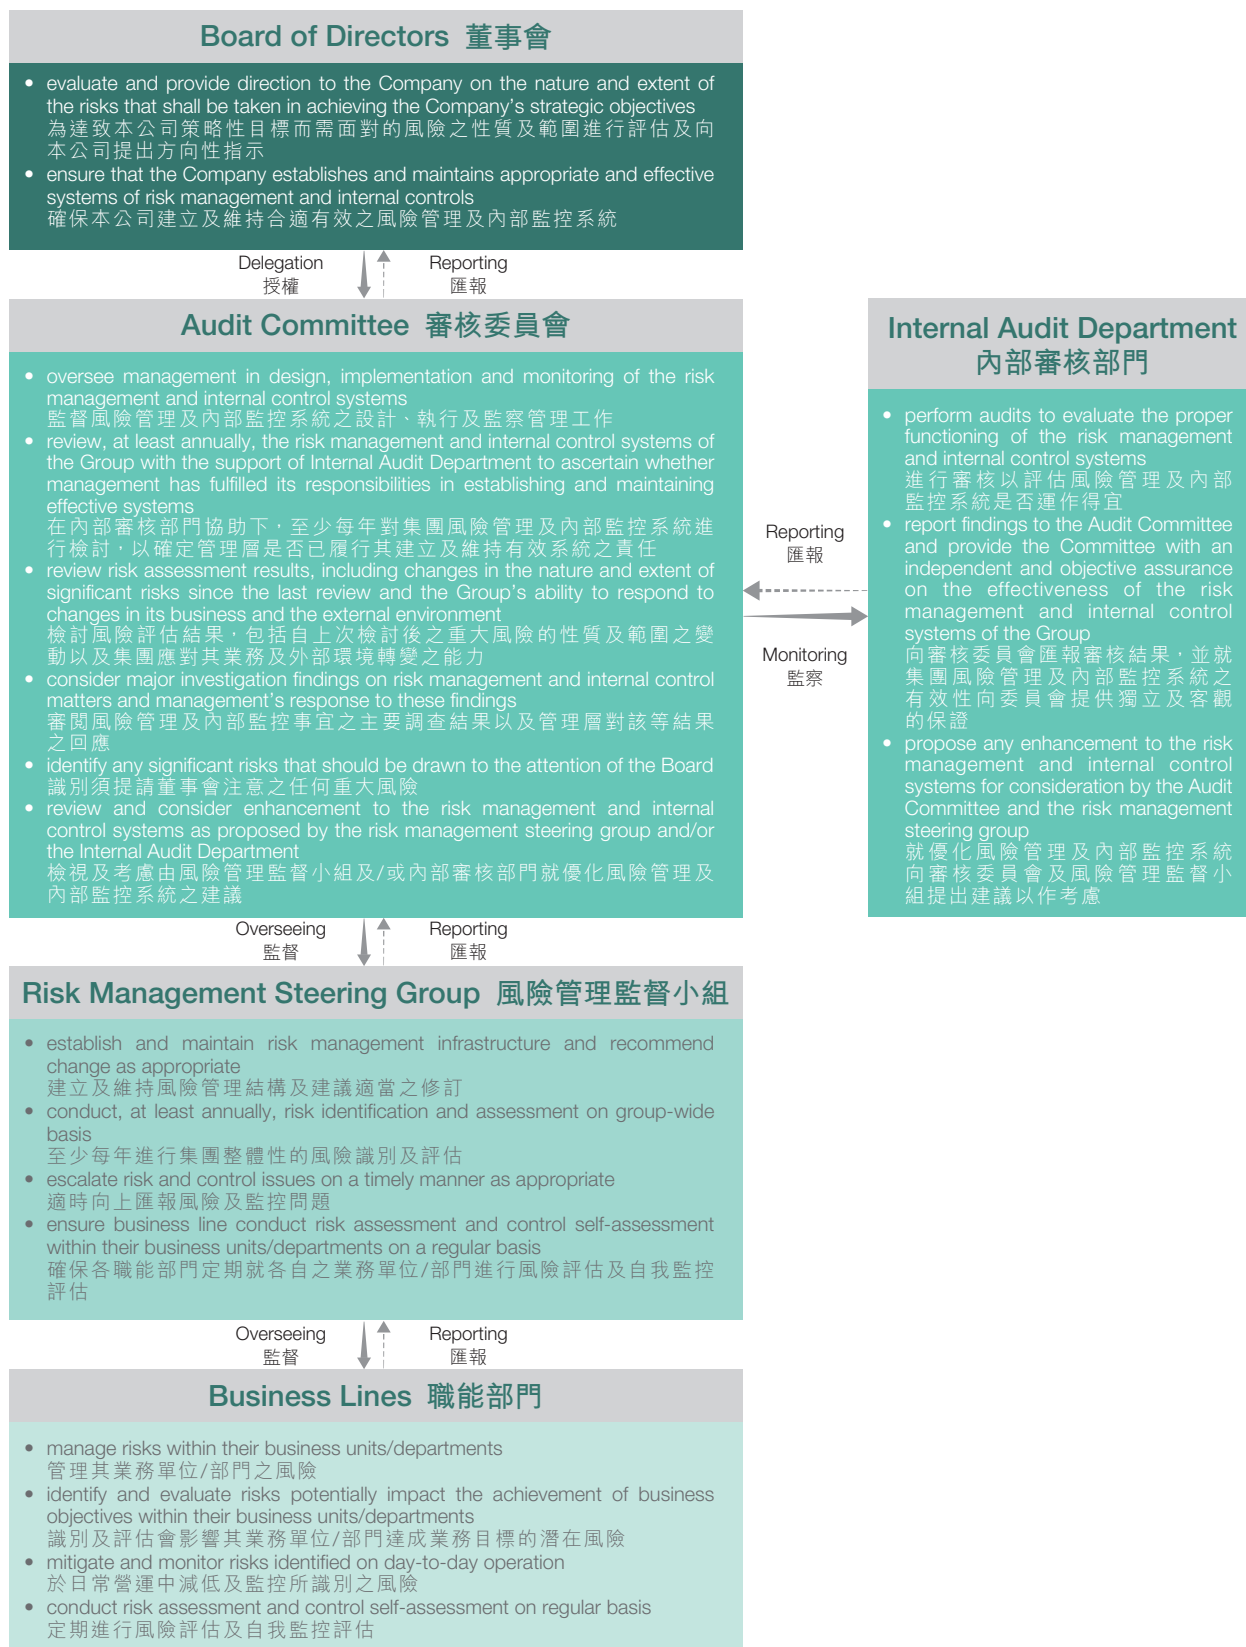 Board of Directors 董事會
• evaluate and provide direction to the Company on the nature and extent of
the risks that shall be taken in achieving the Company's strategic objectives
為達致本公司策略性目標而需面對的風險之性質及範圍進行評估及向
本公司提出方向性指示
• ensure that the Company establishes and maintains appropriate and effective
systems of risk management and internal controls
確保本公司建立及維持合適有效之風險管理及內部監控系統
Delegation
授權
Reporting
匯報
Audit Committee 審核委員會
• oversee management in design, implementation and monitoring of the risk
management and internal control systems
監督風險管理及內部監控系統之設計、執行及監察管理工作
• review, at least annually, the risk management and internal control systems of
the Group with the support of Internal Audit Department to ascertain whether
management has fulfilled its responsibilities in establishing and maintaining
effective systems
在內部審核部門協助下，至少每年對集團風險管理及內部監控系統進
行檢討，以確定管理層是否已履行其建立及維持有效系統之責任
• review risk assessment results, including changes in the nature and extent of
significant risks since the last review and the Group's ability to respond to
changes in its business and the external environment
檢討風險評估結果，包括自上次檢討後之重大風險的性質及範圍之變
動以及集團應對其業務及外部環境轉變之能力
• consider major investigation findings on risk management and internal control
matters and management's response to these findings
審閱風險管理及內部監控事宜之主要調查結果以及管理層對該等結果
之回應
• identify any significant risks that should be drawn to the attention of the Board
識別須提請董事會注意之任何重大風險
• review and consider enhancement to the risk management and internal
control systems as proposed by the risk management steering group and/or
the Internal Audit Department
檢視及考慮由風險管理監督小組及/或內部審核部門就優化風險管理及
內部監控系統之建議
Reporting
匯報
Monitoring
監察
Internal Audit Department
內部審核部門
• perform audits to evaluate the proper
functioning of the risk management
and internal control systems
進行審核以評估風險管理及內部
監控系統是否運作得宜
• report findings to the Audit Committee
and provide the Committee with an
independent and objective assurance
on the effectiveness of the risk
management and internal control
systems of the Group
向審核委員會匯報審核結果，並就
集團風險管理及內部監控系統之
有效性向委員會提供獨立及客觀
的保證
• propose any enhancement to the risk
management and internal control
systems for consideration by the Audit
Committee and the risk management
steering group
就優化風險管理及內部監控系統
向審核委員會及風險管理監督小
組提出建議以作考慮
Overseeing
監督
Reporting
匯報
Risk Management Steering Group 風險管理監督小組
• establish and maintain risk management infrastructure and recommend
change as appropriate
建立及維持風險管理結構及建議適當之修訂
• conduct, at least annually, risk identification and assessment on group-wide
basis
至少每年進行集團整體性的風險識別及評估
• escalate risk and control issues on a timely manner as appropriate
適時向上匯報風險及監控問題
• ensure business line conduct risk assessment and control self-assessment
within their business units/departments on a regular basis
確保各職能部門定期就各自之業務單位/部門進行風險評估及自我監控
評估
Overseeing
監督
Reporting
匯報
Business Lines 職能部門
• manage risks within their business units/departments
管理其業務單位/部門之風險
• identify and evaluate risks potentially impact the achievement of business
objectives within their business units/departments
識別及評估會影響其業務單位/部門達成業務目標的潛在風險
• mitigate and monitor risks identified on day-to-day operation
於日常營運中減低及監控所識別之風險
• conduct risk assessment and control self-assessment on regular basis
定期進行風險評估及自我監控評估